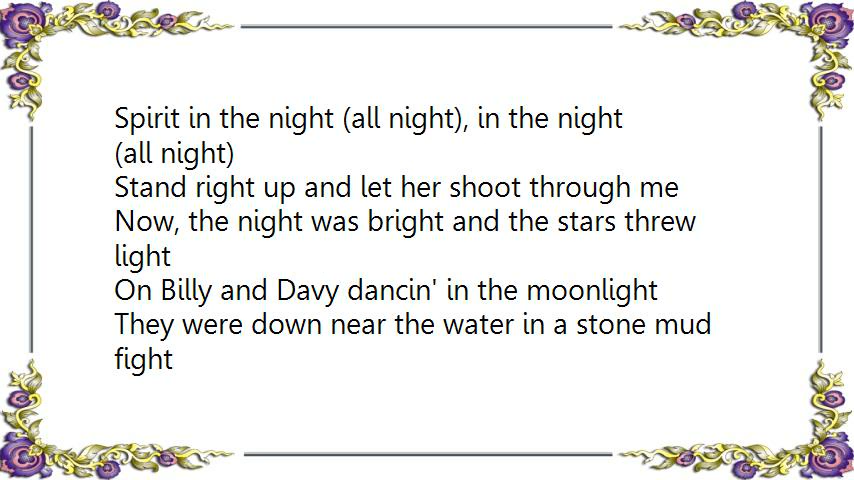 Spirit in the night (all night), in the night
(all night)
Stand right up and let her shoot through me
Now, the night was bright and the stars threw
light
On Billy and Davy dancin' in the moonlight
They were down near the water in a stone mud
fight